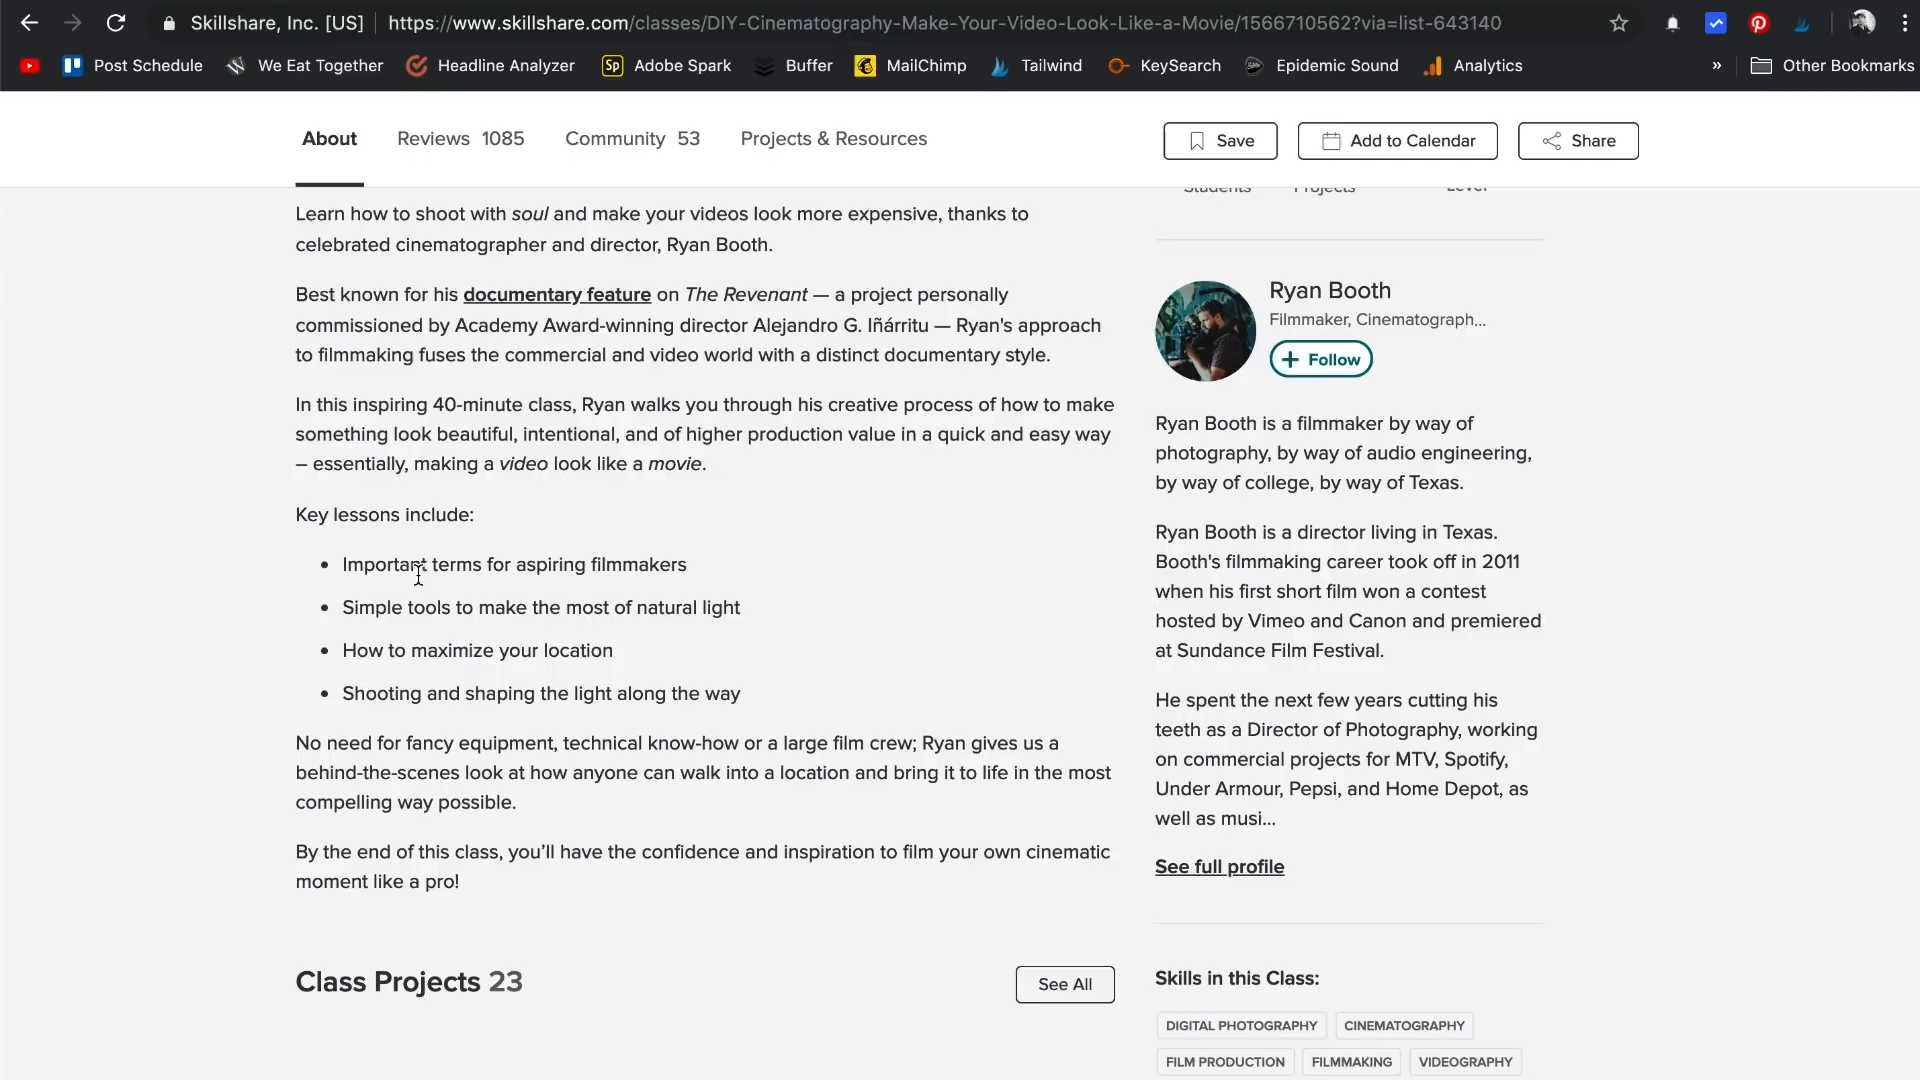 Skillshare, Inc. [US] https://www.skillshare.com/classes/DIY-Cinematography-Make-Your-Video-Look-Like-a-Movie/1566710562?via=list-643140
Post Schedule We Eat Together Headline Analyzer Sp Adobe Spark Buffer MailChimp Tailwind KeySearch Epidemic Sound Analytics » Other Bookmarks
About Reviews 1085 Community 53 Projects & Resources Save Add to Calendar Share
Students Projects Level
Learn how to shoot with soul and make your videos look more expensive, thanks to
celebrated cinematographer and director, Ryan Booth.
Best known for his documentary feature on The Revenant — a project personally
commissioned by Academy Award-winning director Alejandro G. Iñárritu — Ryan's approach
to filmmaking fuses the commercial and video world with a distinct documentary style.
In this inspiring 40-minute class, Ryan walks you through his creative process of how to make
something look beautiful, intentional, and of higher production value in a quick and easy way
– essentially, making a video look like a movie.
Key lessons include:
• Important terms for aspiring filmmakers
• Simple tools to make the most of natural light
• How to maximize your location
• Shooting and shaping the light along the way
No need for fancy equipment, technical know-how or a large film crew; Ryan gives us a
behind-the-scenes look at how anyone can walk into a location and bring it to life in the most
compelling way possible.
By the end of this class, you’ll have the confidence and inspiration to film your own cinematic
moment like a pro!
Class Projects 23
See All
Ryan Booth
Filmmaker, Cinematograph...
+ Follow
Ryan Booth is a filmmaker by way of
photography, by way of audio engineering,
by way of college, by way of Texas.
Ryan Booth is a director living in Texas.
Booth's filmmaking career took off in 2011
when his first short film won a contest
hosted by Vimeo and Canon and premiered
at Sundance Film Festival.
He spent the next few years cutting his
teeth as a Director of Photography, working
on commercial projects for MTV, Spotify,
Under Armour, Pepsi, and Home Depot, as
well as musi...
See full profile
Skills in this Class:
DIGITAL PHOTOGRAPHY CINEMATOGRAPHY
FILM PRODUCTION FILMMAKING VIDEOGRAPHY